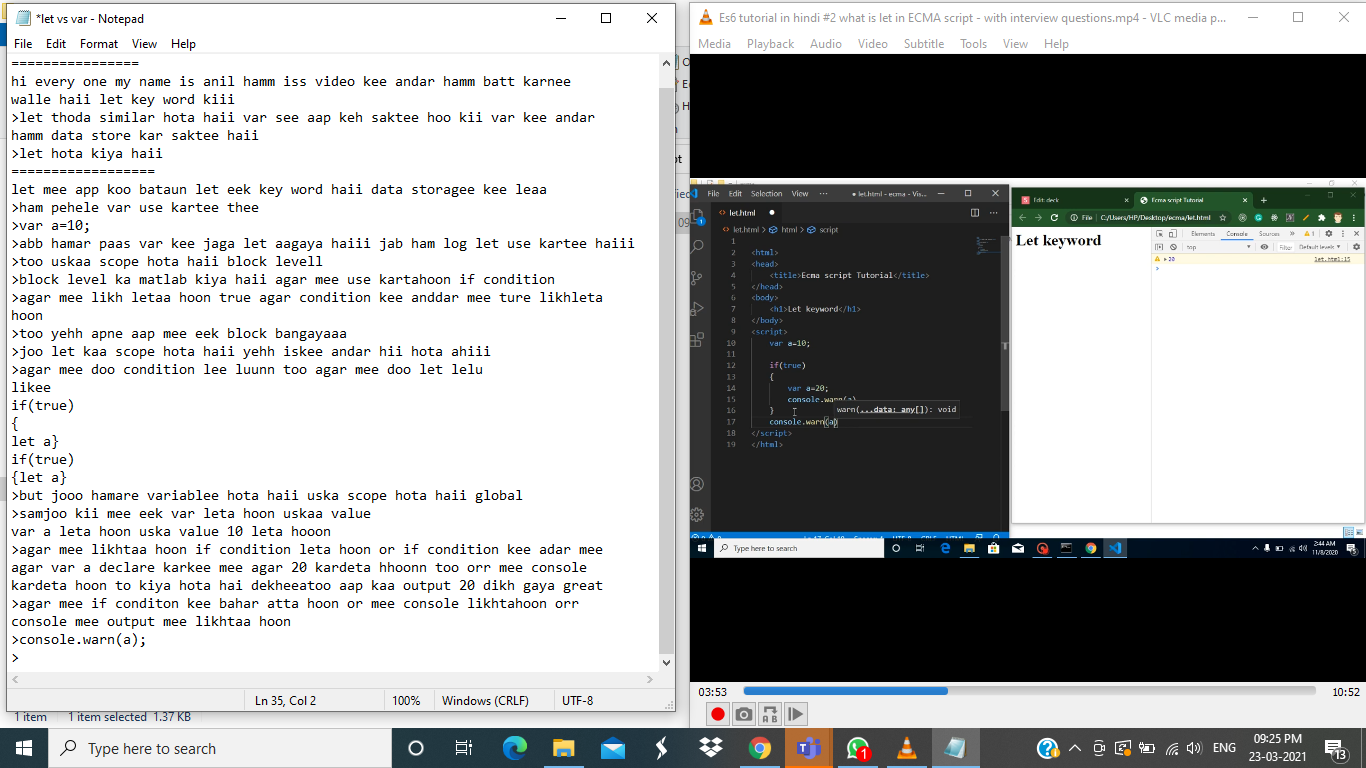 *let vs var - Notepad
File Edit Format View Help
================
hi every one my name is anil hamm iss video kee andar hamm batt karnee
walle haii let key word kiii
>let thoda similar hota haii var see aap keh saktee hoo kii var kee andar
hamm data store kar saktee haii
>let hota kiya haii
==================
let mee app koo bataun let eek key word haii data storagee kee leaa
>ham pehele var use kartee thee
>var a=10;
>abb hamar paas var kee jaga let aagaya haiii jab ham log let use kartee haiii
>too uskaa scope hota haii block levell
>block level ka matlab kiya haii agar mee use kartahoon if condition
>agar mee likh letaa hoon true agar condition kee anddar mee ture likhleta
hoon
>too yehh apne aap mee eek block bangayaaa
>joo let kaa scope hota haii yehh iskee andar hii hota ahiii
>agar mee doo condition lee luunn too agar mee doo let lelu
likee
if(true)
{
let a}
if(true)
{let a}
>but jooo hamare variablee hota haii uska scope hota haii global
>samjoo kii mee eek var leta hoon uskaa value
var a leta hoon uska value 10 leta hooon
>agar mee likhtaa hoon if condition leta hoon or if condition kee adar mee
agar var a declare karkee mee agar 20 kardeta hhoonn too orr mee console
kardeta hoon to kiya hota hai dekheeatoo aap kaa output 20 dikh gaya great
>agar mee if conditon kee bahar atta hoon or mee console likhtahoon orr
console mee output mee likhtaa hoon
>console.warn(a);
>
Ln 35, Col 2 100% Windows (CRLF) UTF-8
1 item 1 item selected 1.37 KB
Es6 tutorial in hindi #2 what is let in ECMA script - with interview questions.mp4 - VLC media p...
Media Playback Audio Video Subtitle Tools View Help
File Edit Selection View ··· ● let.html - ecma - Vis...
let.html ●
let.html > html > script
1
2 <html>
3 <head>
4 <title>Ecma script Tutorial</title>
5 </head>
6 <body>
7 <h1>Let keyword</h1>
8 </body>
9 <script>
10 var a=10;
11
12 if(true)
13 {
14 var a=20;
15 console.warn(a)
16 }
warn(...data: any[]): void
17 console.warn(a)
18 </script>
19 </html>
Edit deck
Ecma script Tutorial
File | C:/Users/HP/Desktop/ecma/let.html
Let keyword
Elements Console Sources »
top Filter Default levels
20 let.html:15
Type here to search
2:44 AM
11/8/2020
03:53 10:52
Type here to search
1
ENG
09:25 PM
23-03-2021
13